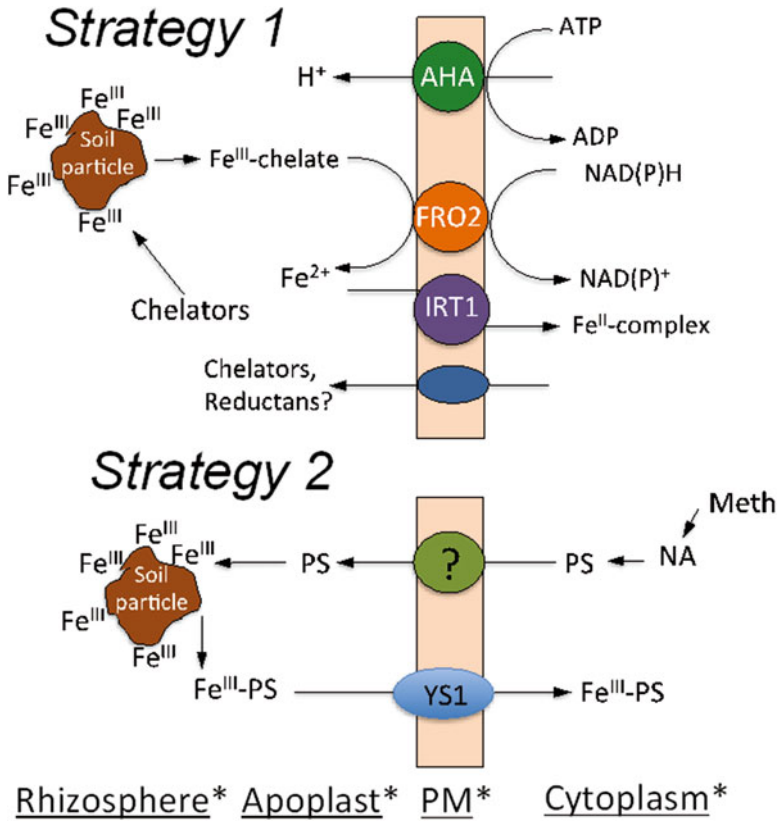 Strategy 1
ATP
AHA
H⁺
ADP
Feᴵᴵᴵ
Feᴵᴵᴵ
Feᴵᴵᴵ
Soil
particle
Feᴵᴵᴵ
Feᴵᴵᴵ
Feᴵᴵᴵ-chelate
NAD(P)H
FRO2
Fe²⁺
NAD(P)⁺
Chelators
IRT1
Feᴵᴵ-complex
Chelators,
Reductans?
Strategy 2
Meth
NA
PS
?
PS
Feᴵᴵᴵ
Feᴵᴵᴵ
Feᴵᴵᴵ
Soil
particle
Feᴵᴵᴵ
Feᴵᴵᴵ
Feᴵᴵᴵ-PS
YS1
Feᴵᴵᴵ-PS
Rhizosphere* Apoplast* PM* Cytoplasm*